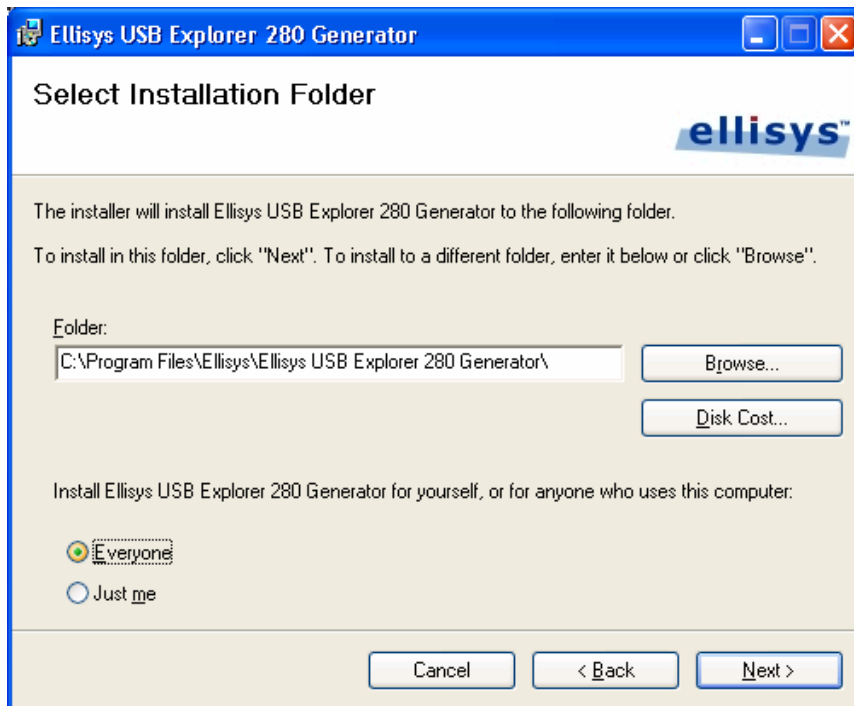 Ellisys USB Explorer 280 Generator
Select Installation Folder
ellisys™
The installer will install Ellisys USB Explorer 280 Generator to the following folder.
To install in this folder, click "Next". To install to a different folder, enter it below or click "Browse".
Folder:
C:\Program Files\Ellisys\Ellisys USB Explorer 280 Generator\
Browse...
Disk Cost...
Install Ellisys USB Explorer 280 Generator for yourself, or for anyone who uses this computer:
Everyone
Just me
Cancel
< Back
Next >